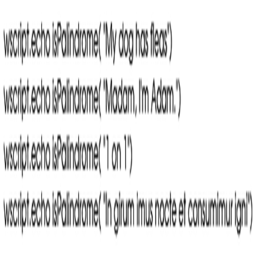 wscript.echo isPalindrome( "My dog has fleas")
wscript.echo isPalindrome( "Madam, I'm Adam.")
wscript.echo isPalindrome( "1 on 1")
wscript.echo isPalindrome( "In girum imus nocte et consumimur igni")